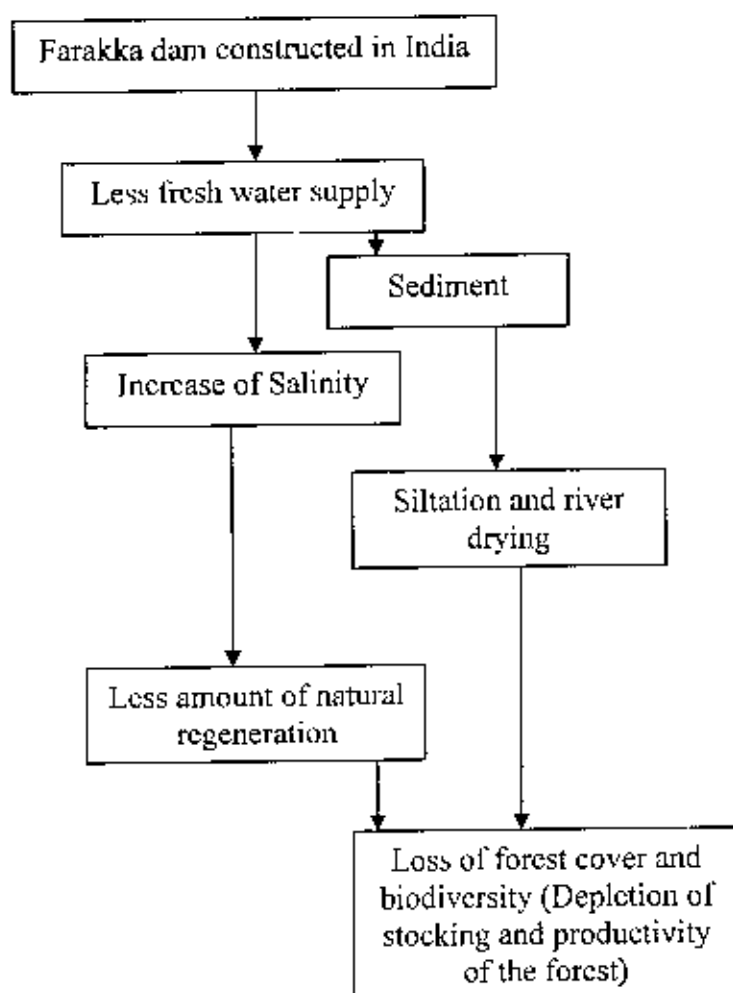 Farakka dam constructed in India
Less fresh water supply
Sediment
Increase of Salinity
Siltation and river
drying
Less amount of natural
regeneration
Loss of forest cover and
biodiversity (Depletion of
stocking and productivity
of the forest)